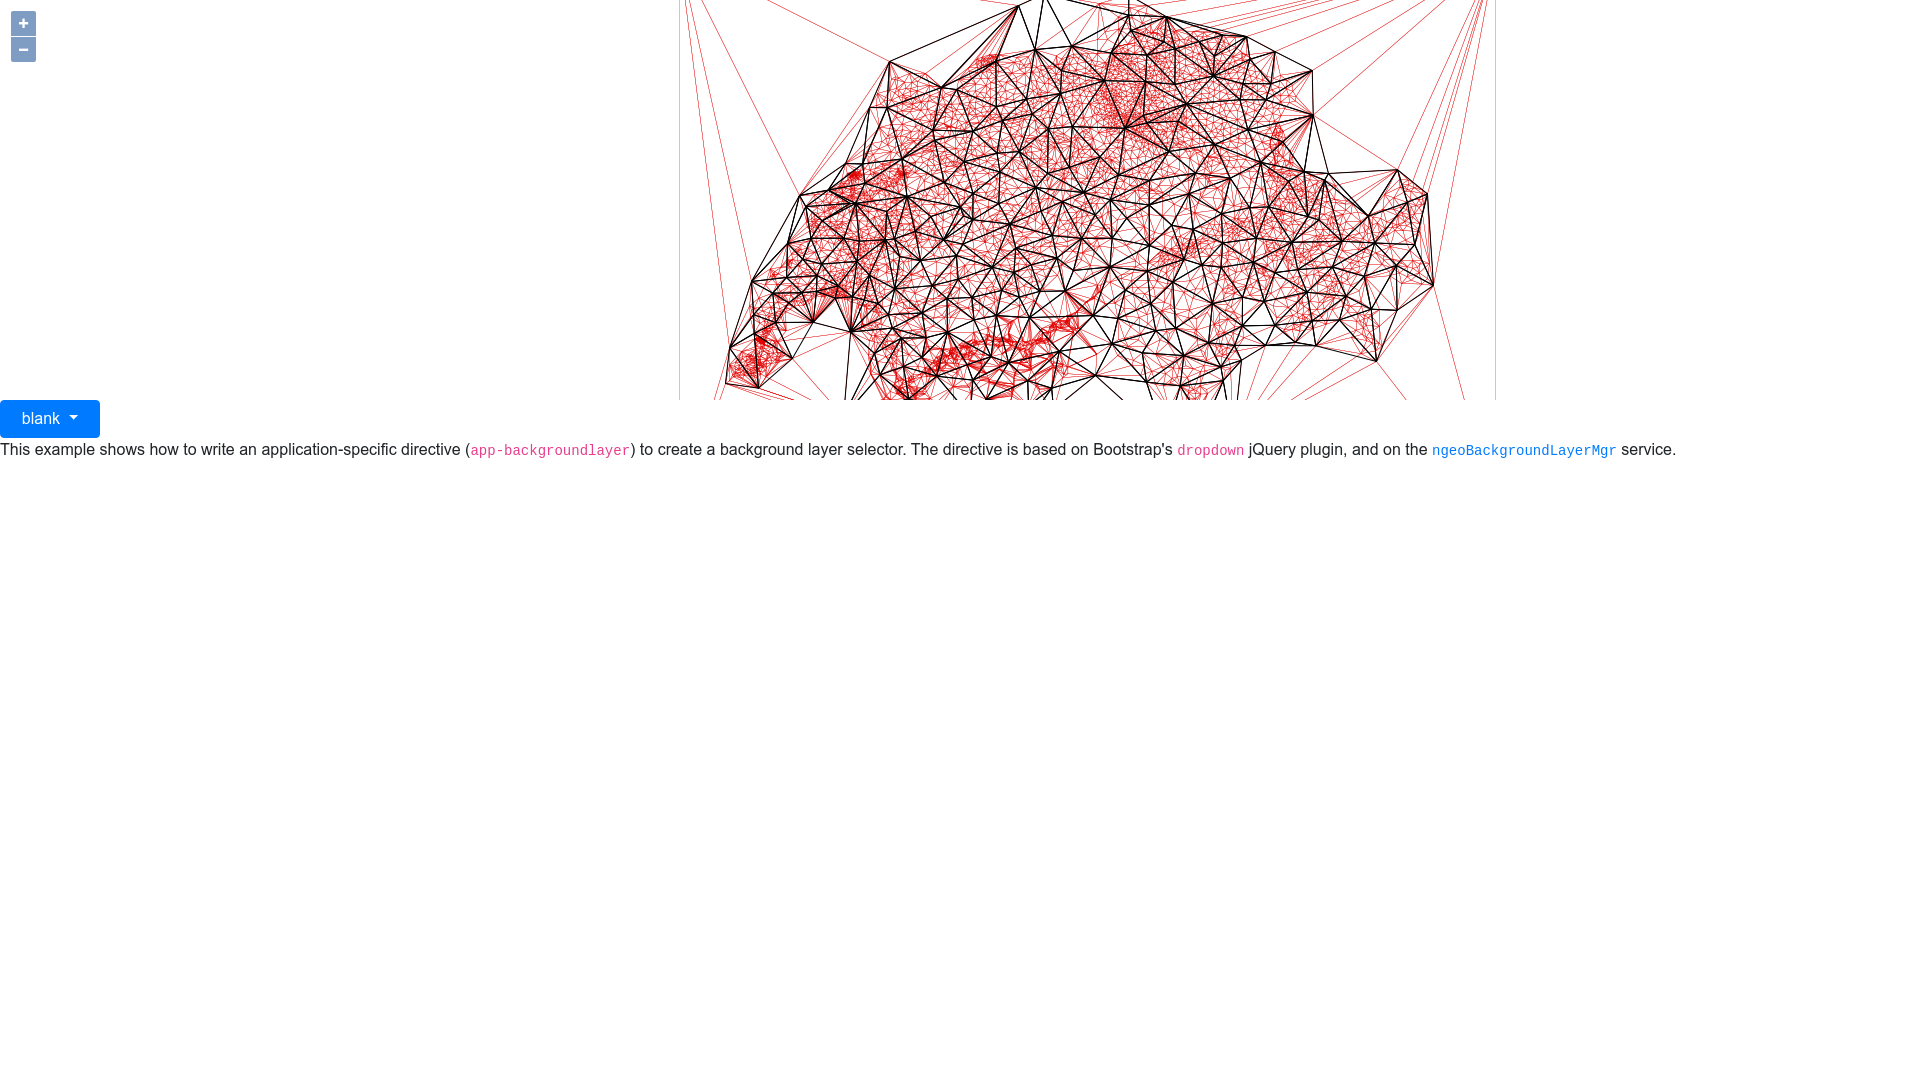 +
−
blank
This example shows how to write an application-specific directive (app-backgroundlayer) to create a background layer selector. The directive is based on Bootstrap's dropdown jQuery plugin, and on the ngeoBackgroundLayerMgr service.